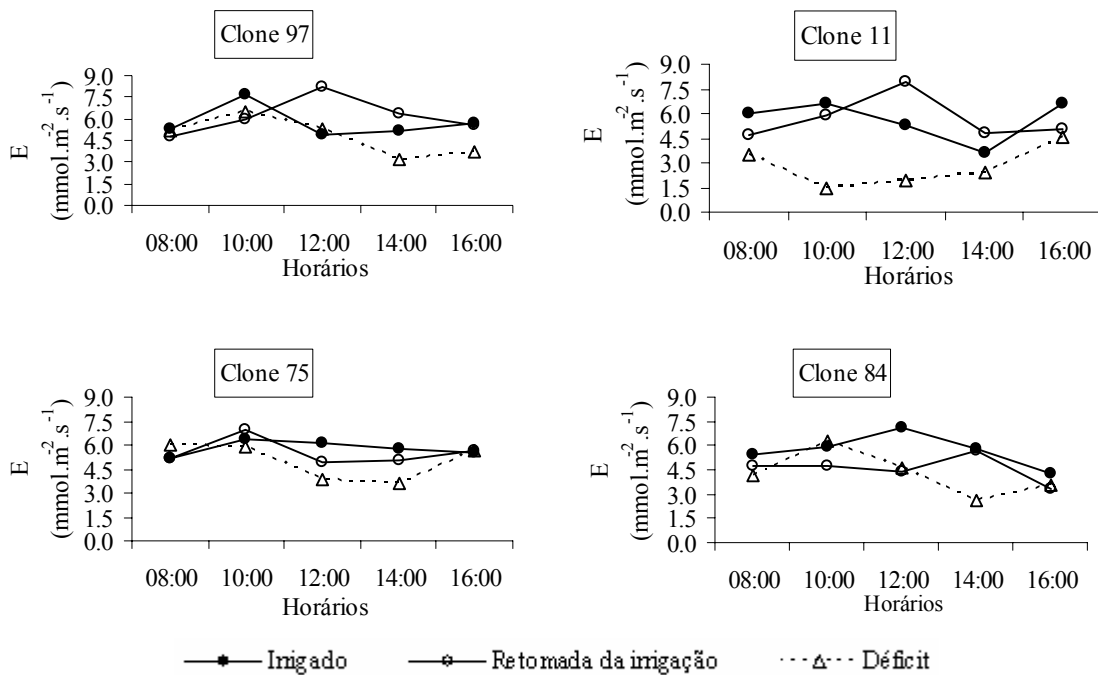 Clone 97
E
(mmol.m-2.s-1)
9.0
7.5
6.0
4.5
3.0
1.5
0.0
08:00 10:00 12:00 14:00 16:00
Horários
Clone 11
E
(mmol.m-2.s-1)
9.0
7.5
6.0
4.5
3.0
1.5
0.0
08:00 10:00 12:00 14:00 16:00
Horários
Clone 75
E
(mmol.m-2.s-1)
9.0
7.5
6.0
4.5
3.0
1.5
0.0
08:00 10:00 12:00 14:00 16:00
Horários
Clone 84
E
(mmol.m-2.s-1)
9.0
7.5
6.0
4.5
3.0
1.5
0.0
08:00 10:00 12:00 14:00 16:00
Horários
Irrigado Retomada da irrigação Déficit